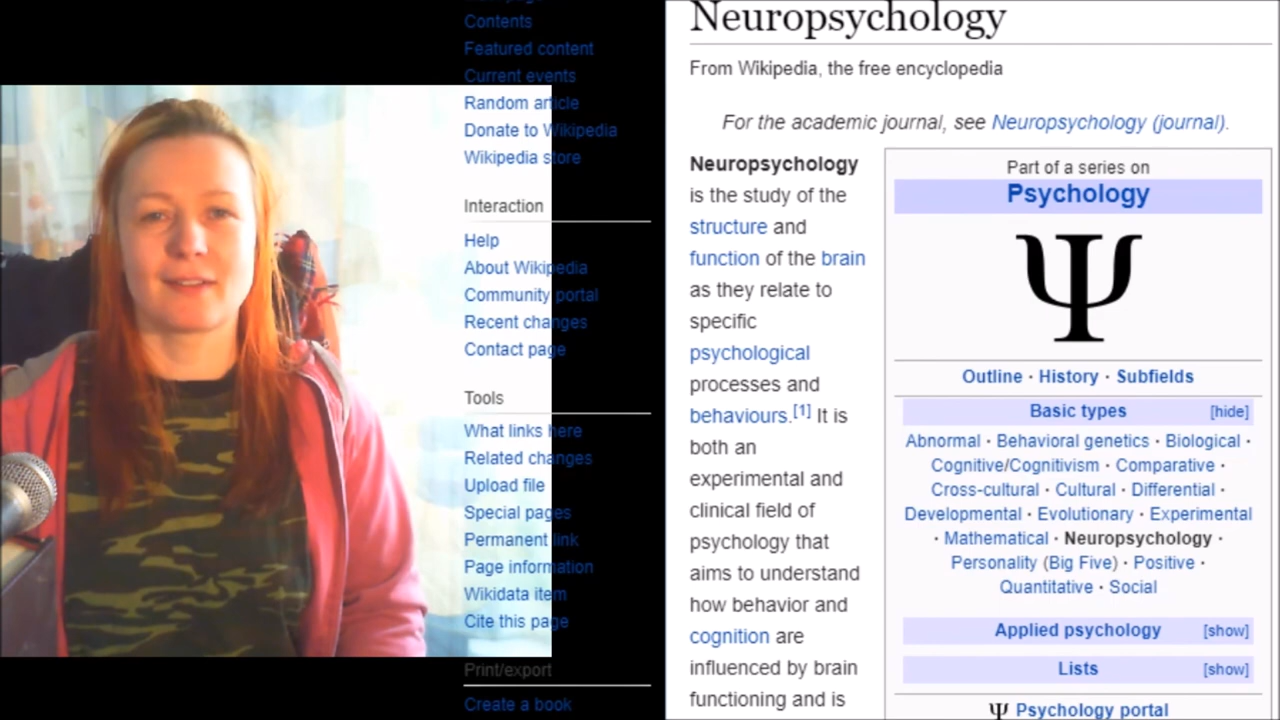 Contents
Featured content
Current events
Random article
Donate to Wikipedia
Wikipedia store
Interaction
Help
About Wikipedia
Community portal
Recent changes
Contact page
Tools
What links here
Related changes
Upload file
Special pages
Permanent link
Page information
Wikidata item
Cite this page
Print/export
Create a book
Neuropsychology
From Wikipedia, the free encyclopedia
For the academic journal, see Neuropsychology (journal).
Neuropsychology
is the study of the
structure and
function of the brain
as they relate to
specific
psychological
processes and
behaviours.[1] It is
both an
experimental and
clinical field of
psychology that
aims to understand
how behavior and
cognition are
influenced by brain
functioning and is
Part of a series on
Psychology
Ψ
Outline · History · Subfields
Basic types [hide]
Abnormal · Behavioral genetics · Biological ·
Cognitive/Cognitivism · Comparative ·
Cross-cultural · Cultural · Differential ·
Developmental · Evolutionary · Experimental
· Mathematical · Neuropsychology ·
Personality (Big Five) · Positive ·
Quantitative · Social
Applied psychology [show]
Lists [show]
Ψ Psychology portal